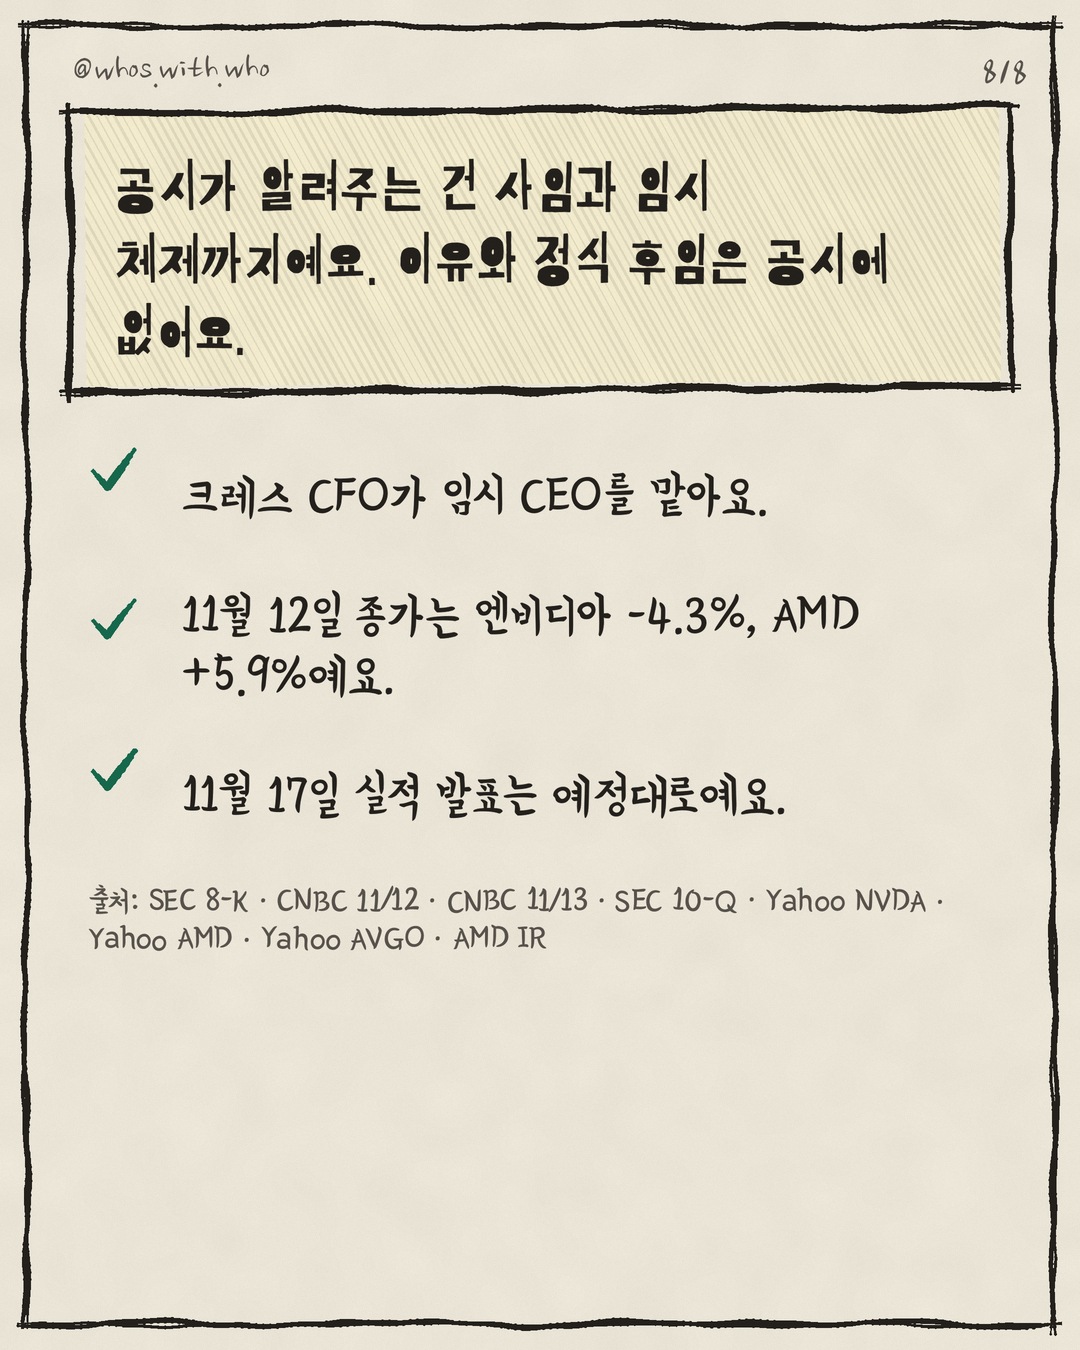 @whos.with.who
8/8
공시가 알려주는 건 사임과 임시
체제까지예요. 이유와 정식 후임은 공시에
없어요.
크레스 CFO가 임시 CEO를 맡아요.
11월 12일 종가는 엔비디아 -4.3%, AMD
+5.9%예요.
11월 17일 실적 발표는 예정대로예요.
출처: SEC 8-K · CNBC 11/12 · CNBC 11/13 · SEC 10-Q · Yahoo NVDA ·
Yahoo AMD · Yahoo AVGO · AMD IR